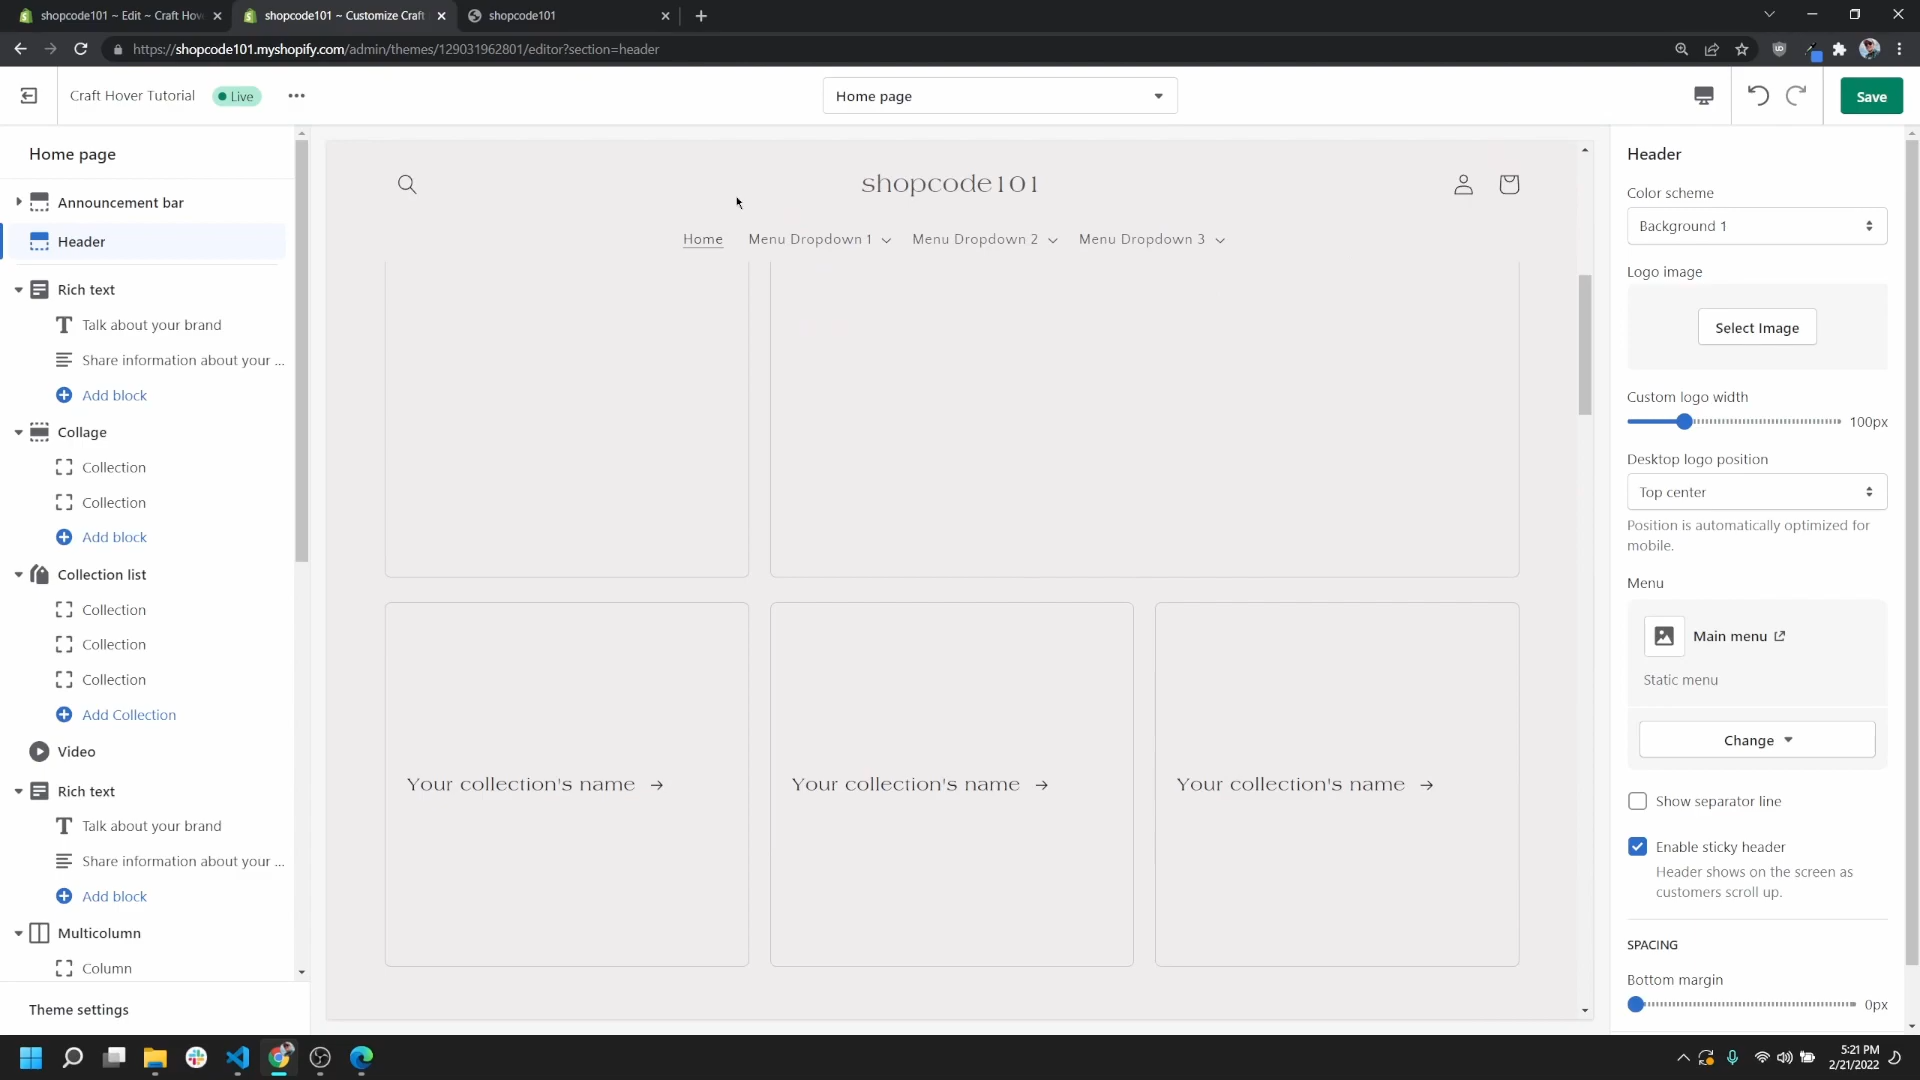 shopcode101 ~ Edit ~ Craft Hov
shopcode101 ~ Customize Craft
shopcode101
https://shopcode101.myshopify.com/admin/themes/129031962801/editor?section=header
Craft Hover Tutorial
Live
Home page
Save
Home page
Announcement bar
Header
Rich text
Talk about your brand
Share information about your ...
Add block
Collage
Collection
Collection
Add block
Collection list
Collection
Collection
Collection
Add Collection
Video
Rich text
Talk about your brand
Share information about your ...
Add block
Multicolumn
Column
Theme settings
shopcode101
Home
Menu Dropdown 1
Menu Dropdown 2
Menu Dropdown 3
Your collection's name →
Your collection's name →
Your collection's name →
Header
Color scheme
Background 1
Logo image
Select Image
Custom logo width
100px
Desktop logo position
Top center
Position is automatically optimized for
mobile.
Menu
Main menu
Static menu
Change
Show separator line
Enable sticky header
Header shows on the screen as
customers scroll up.
SPACING
Bottom margin
0px
5:21 PM
2/21/2022